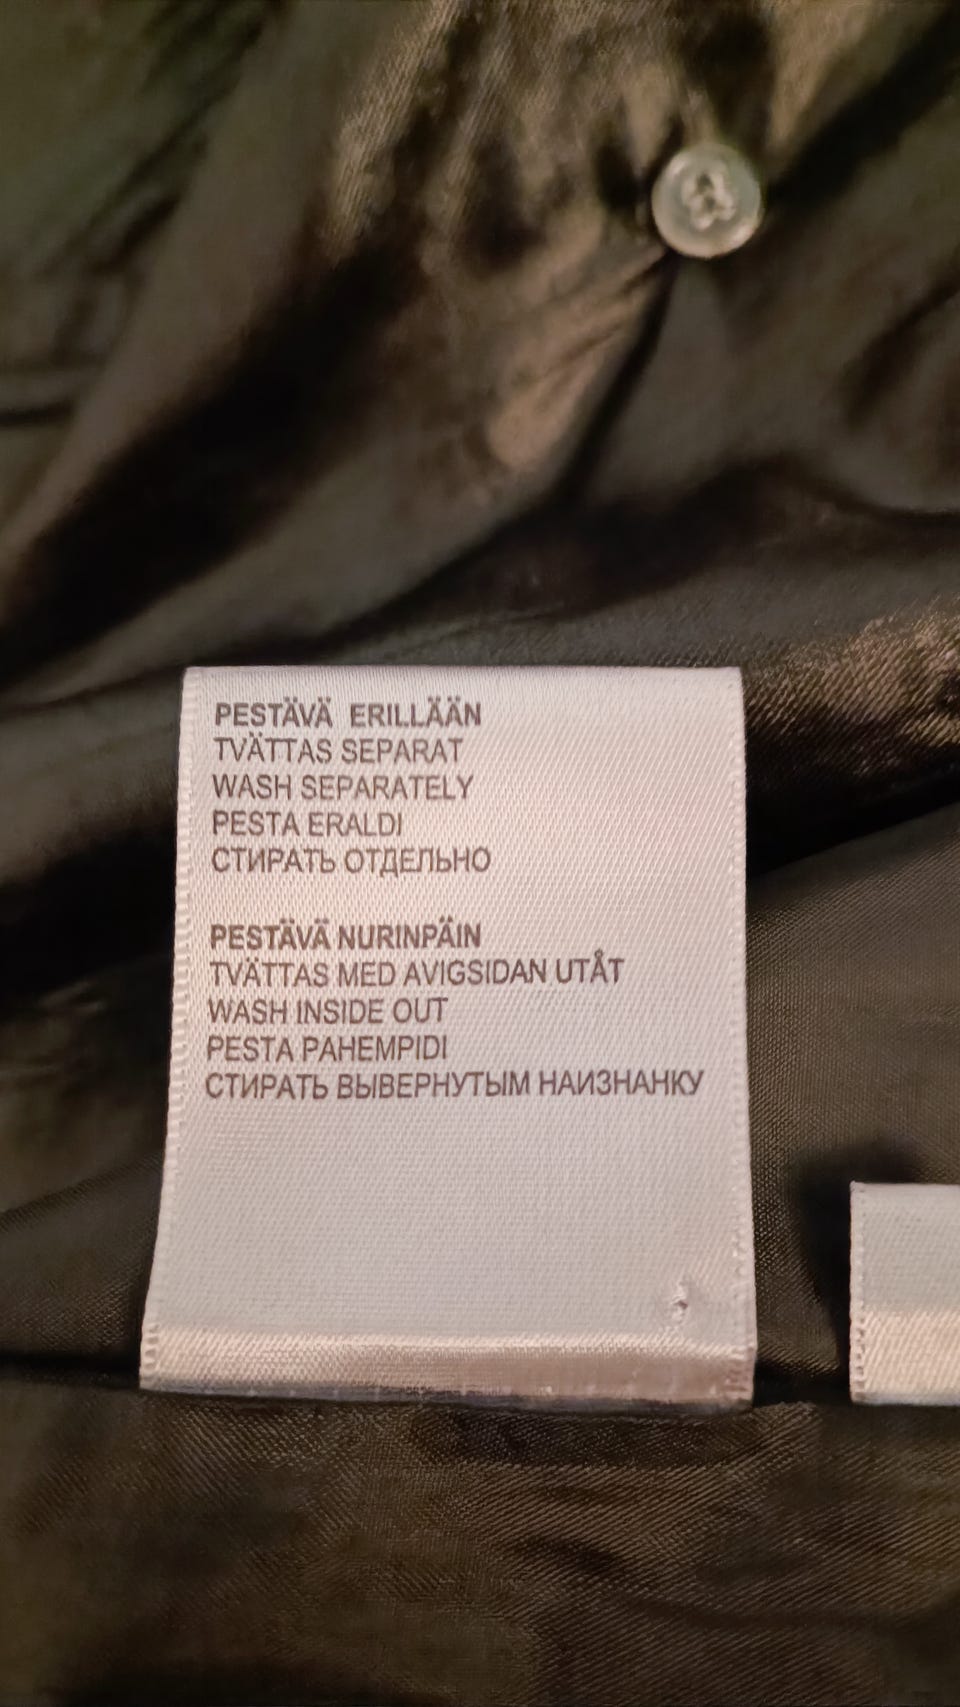 PESTÄVÄ ERILLÄÄN
TVÄTTAS SEPARAT
WASH SEPARATELY
PESTA ERALDI
СТИРАТЬ ОТДЕЛЬНО
PESTÄVÄ NURINPÄIN
TVÄTTAS MED AVIGSIDAN UTÅT
WASH INSIDE OUT
PESTA PAHEMPIDI
СТИРАТЬ ВЫВЕРНУТЫМ НАИЗНАНКУ